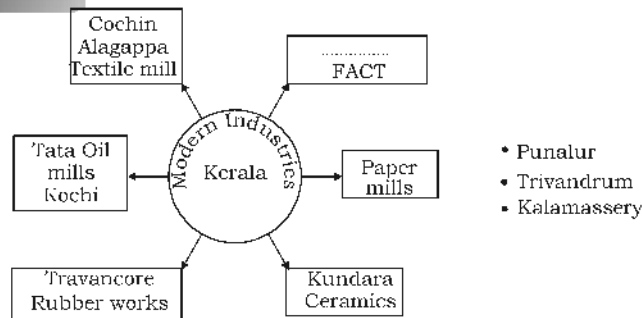 Cochin
Alagappa
Textile mill
..............
FACT
Modern Industries
Kerala
Tata Oil
mills
Kochi
Paper
mills
Travancore
Rubber works
Kundara
Ceramics
• Punalur
• Trivandrum
• Kalamassery